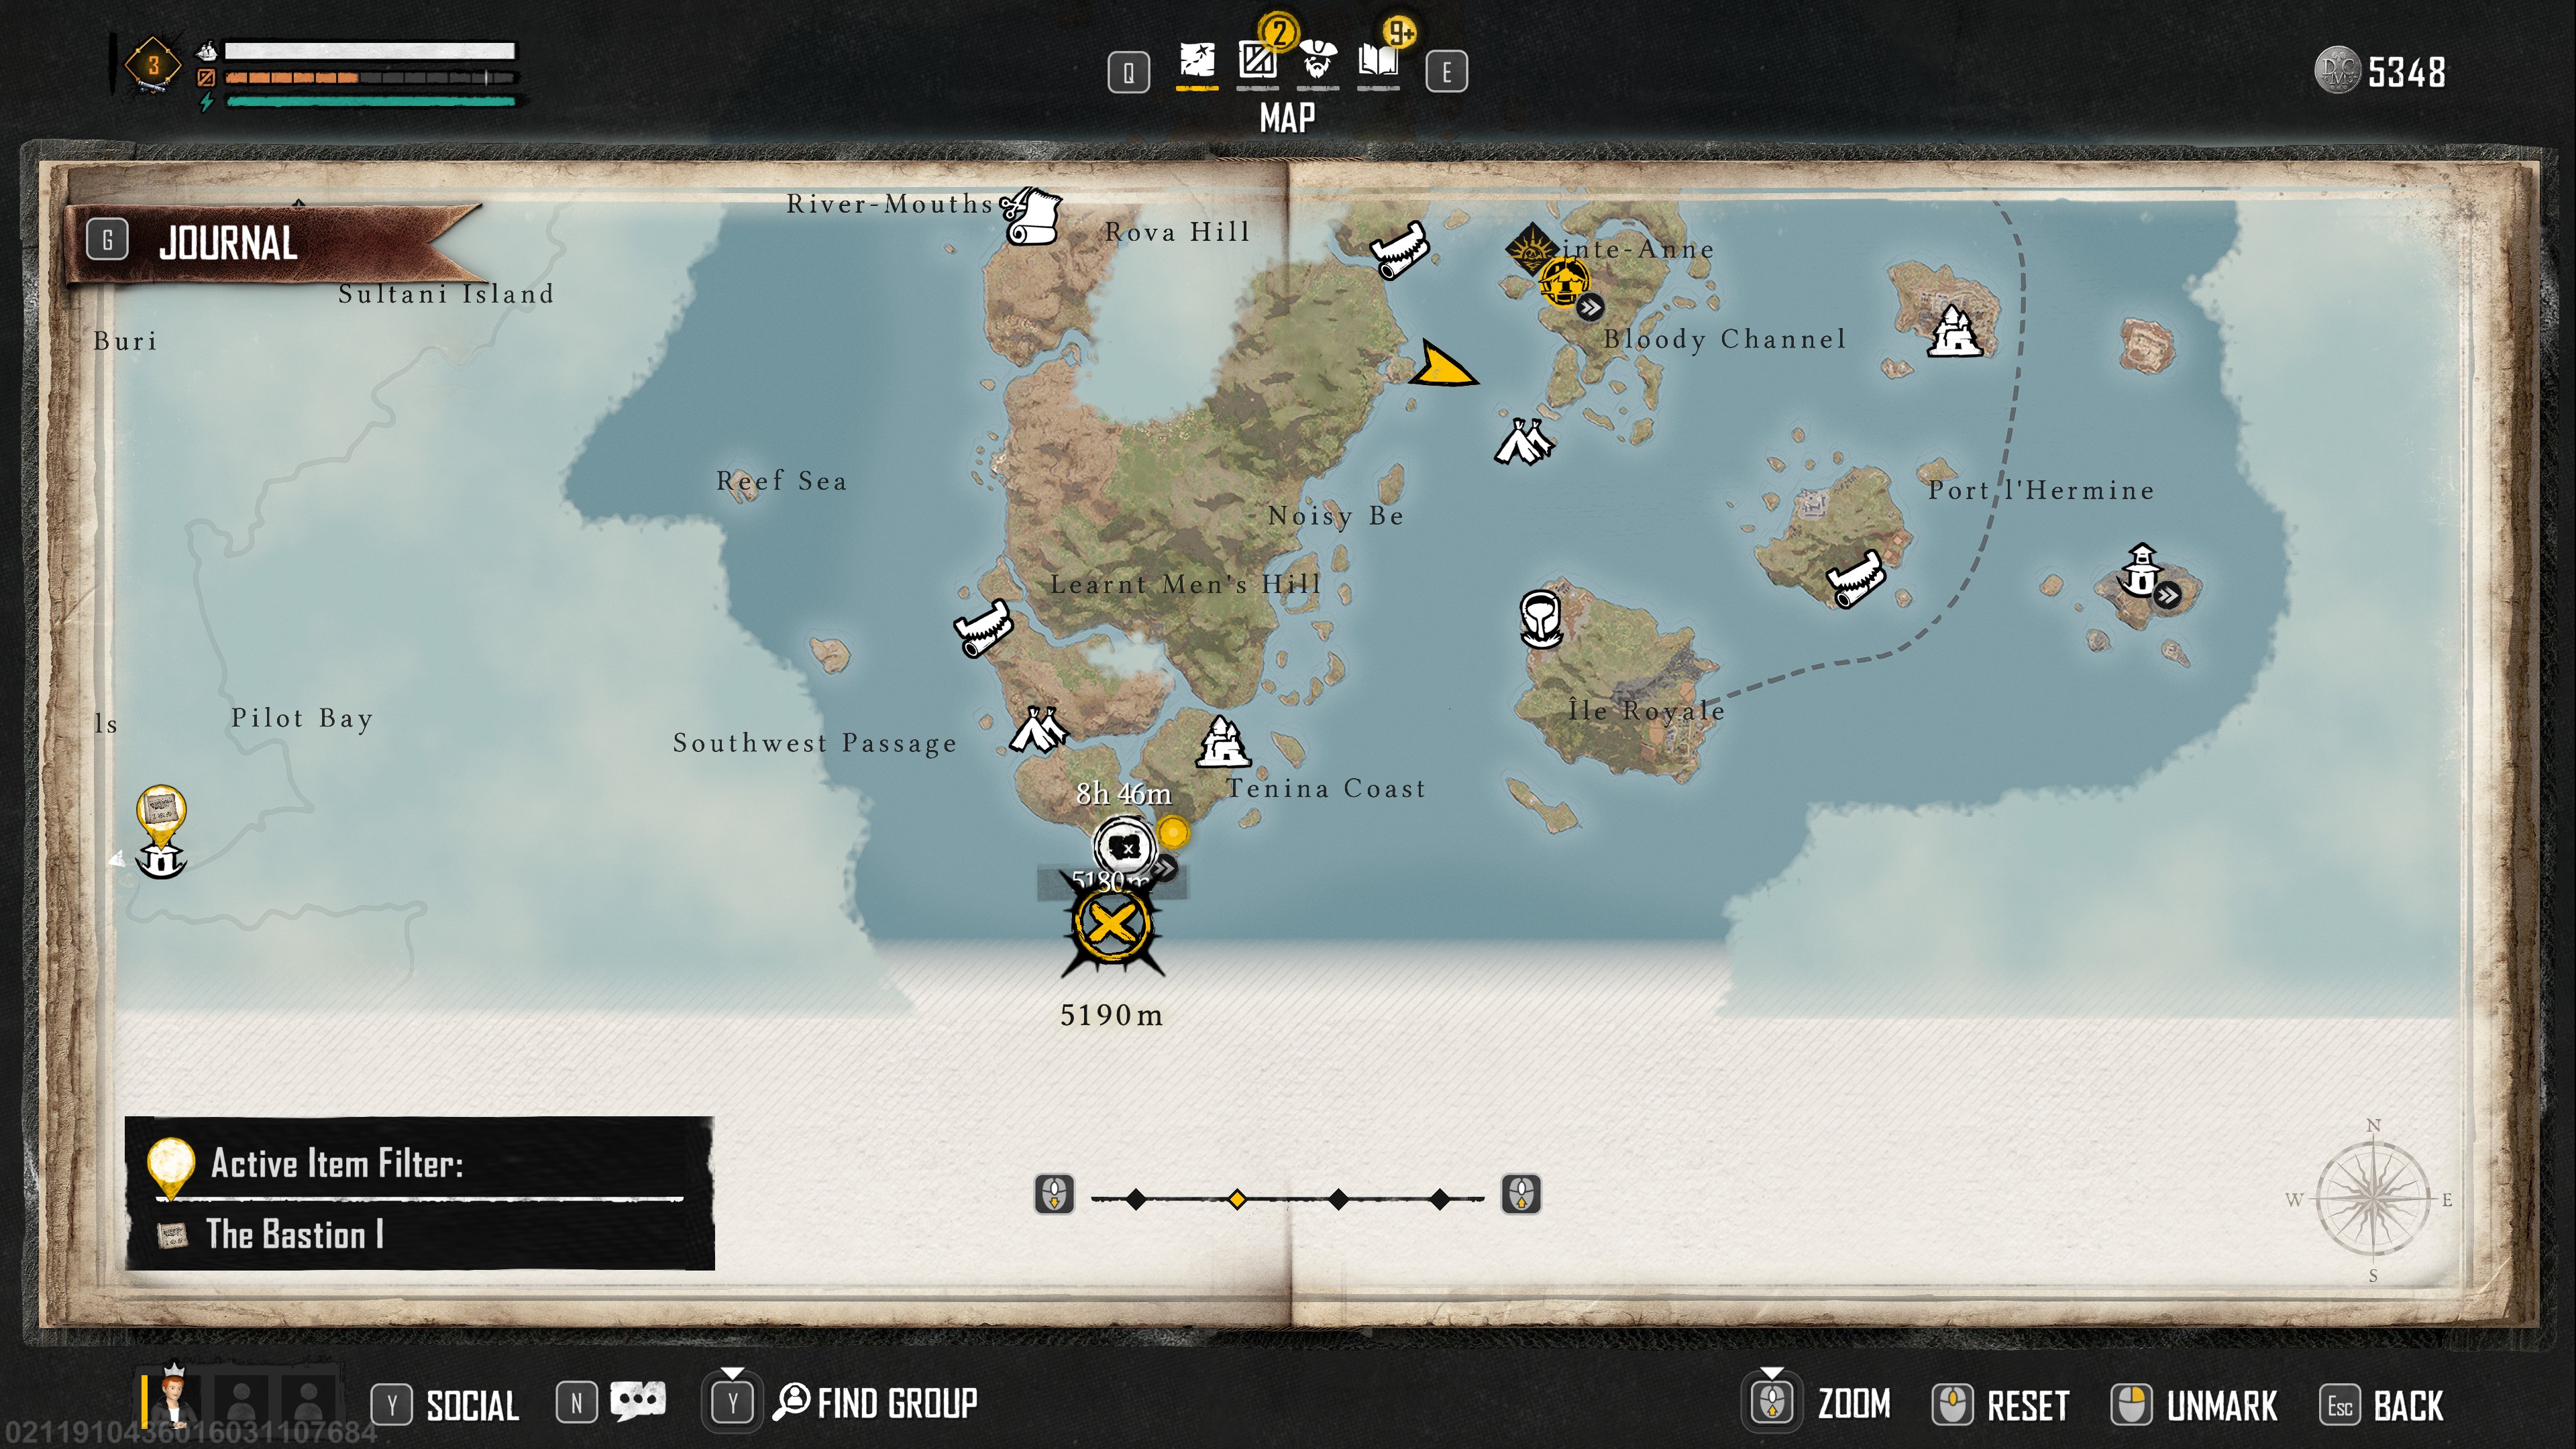 3
2
9+
Q
E
MAP
5348
G
JOURNAL
River-Mouths
Rova Hill
inte-Anne
Sultani Island
Buri
Bloody Channel
Reef Sea
Port l'Hermine
Noisy Be
Learnt Men's Hill
ls
Pilot Bay
Île Royale
Southwest Passage
Tenina Coast
8h 46m
5180m
5190m
Active Item Filter:
The Bastion I
N
W
E
S
Y
SOCIAL
N
Y
FIND GROUP
ZOOM
RESET
UNMARK
Esc
BACK
0211910436016031107684